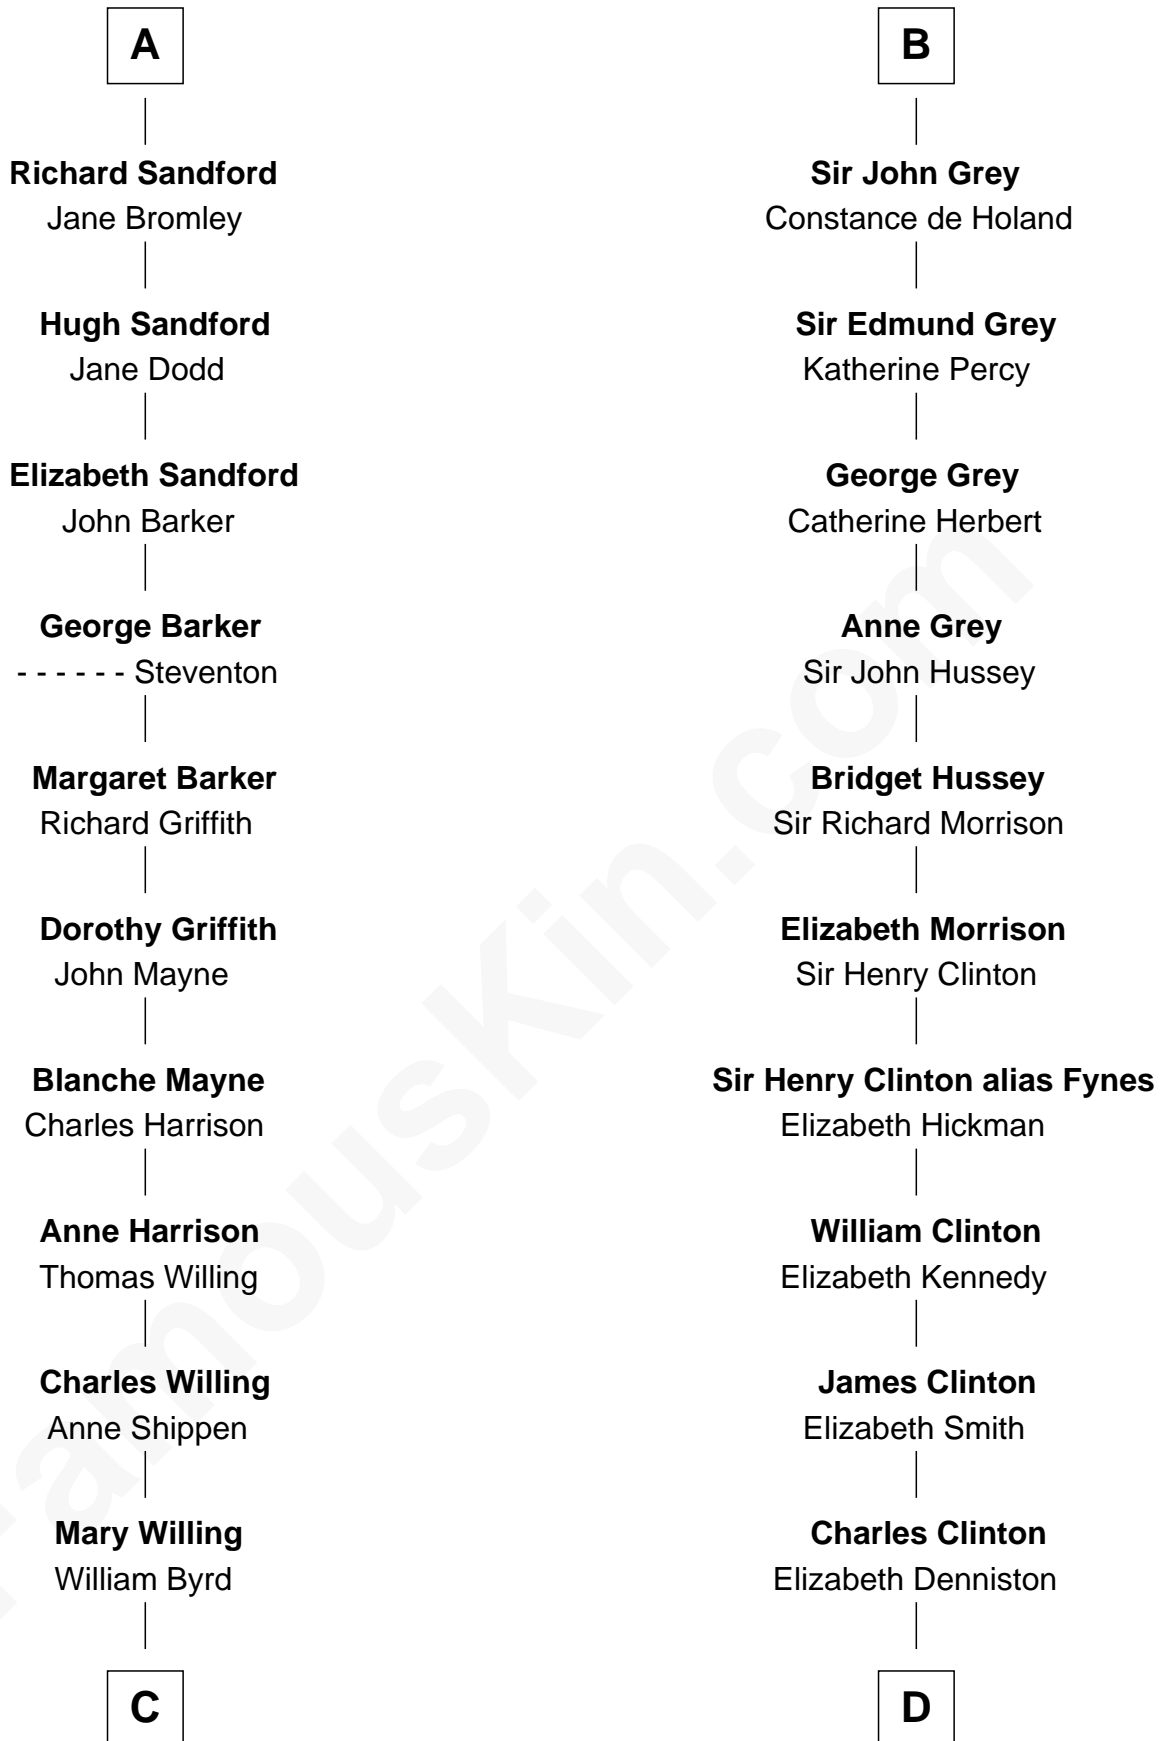 A
Richard Sandford
Jane Bromley
Hugh Sandford
Jane Dodd
Elizabeth Sandford
John Barker
George Barker
- - - - - - Steventon
Margaret Barker
Richard Griffith
Dorothy Griffith
John Mayne
Blanche Mayne
Charles Harrison
Anne Harrison
Thomas Willing
Charles Willing
Anne Shippen
Mary Willing
William Byrd
C
B
Sir John Grey
Constance de Holand
Sir Edmund Grey
Katherine Percy
George Grey
Catherine Herbert
Anne Grey
Sir John Hussey
Bridget Hussey
Sir Richard Morrison
Elizabeth Morrison
Sir Henry Clinton
Sir Henry Clinton alias Fynes
Elizabeth Hickman
William Clinton
Elizabeth Kennedy
James Clinton
Elizabeth Smith
Charles Clinton
Elizabeth Denniston
D
FamousKin.com